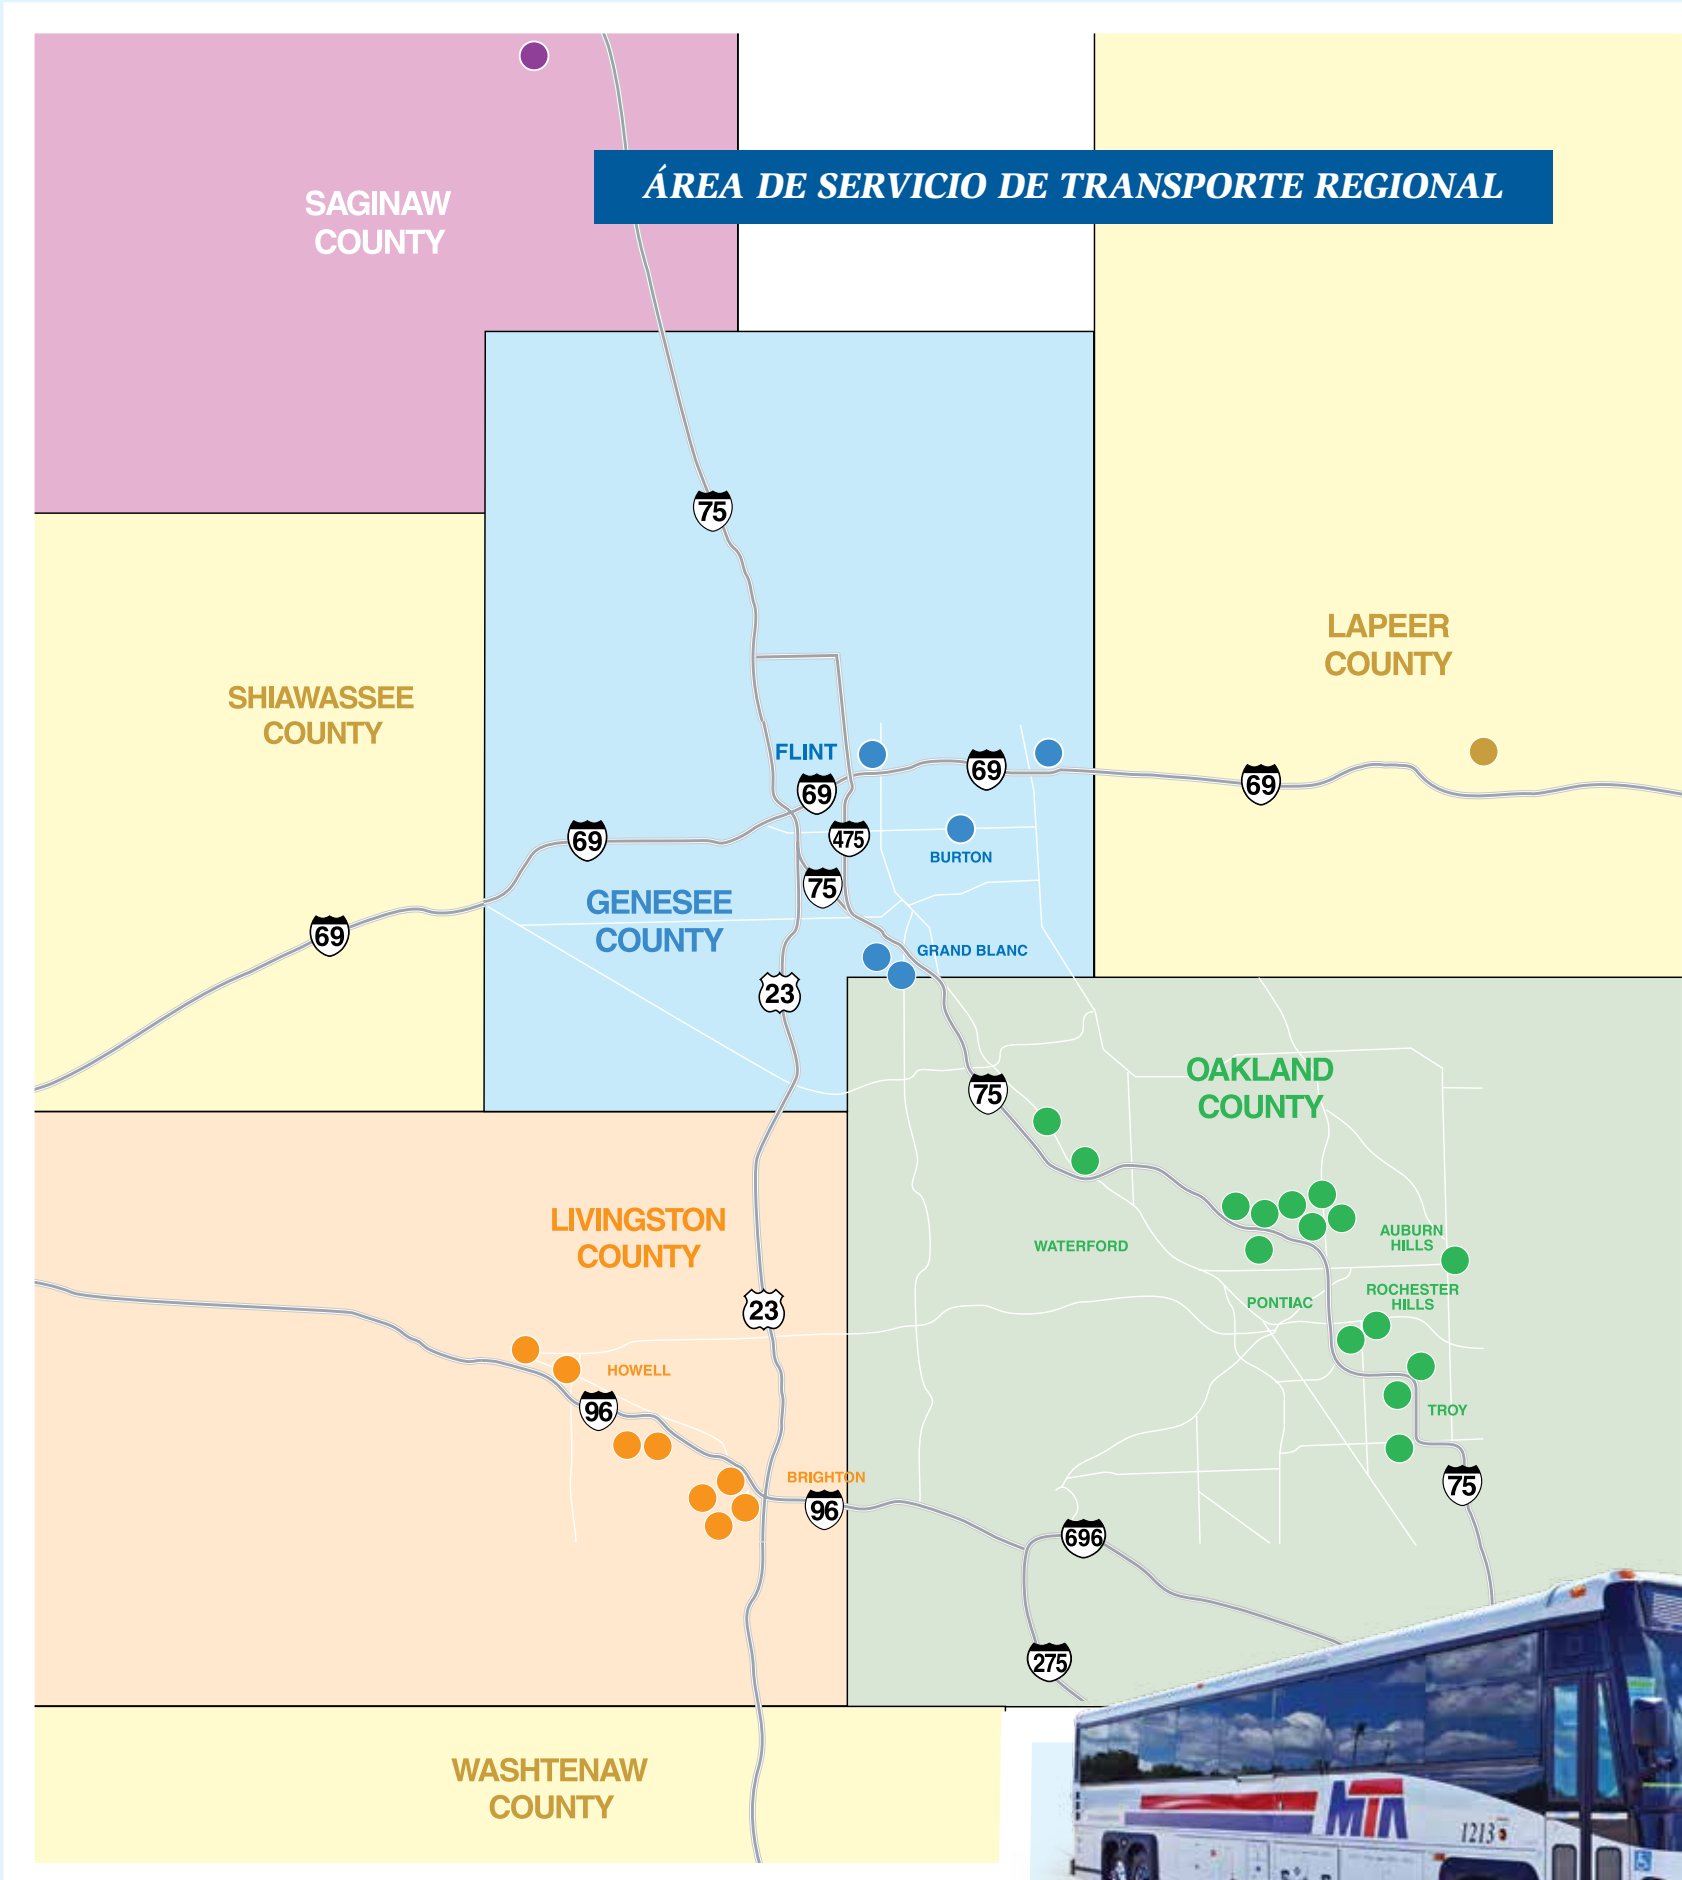 ÁREA DE SERVICIO DE TRANSPORTE REGIONAL
SAGINAW
COUNTY
75
LAPEER
COUNTY
SHIAWASSEE
COUNTY
FLINT
69
69
69
69
475
BURTON
75
GENESEE
COUNTY
69
GRAND BLANC
23
OAKLAND
COUNTY
75
LIVINGSTON
COUNTY
WATERFORD
AUBURN
HILLS
ROCHESTER
HILLS
PONTIAC
23
HOWELL
96
TROY
BRIGHTON
96
75
696
275
WASHTENAW
COUNTY
MTA
1213